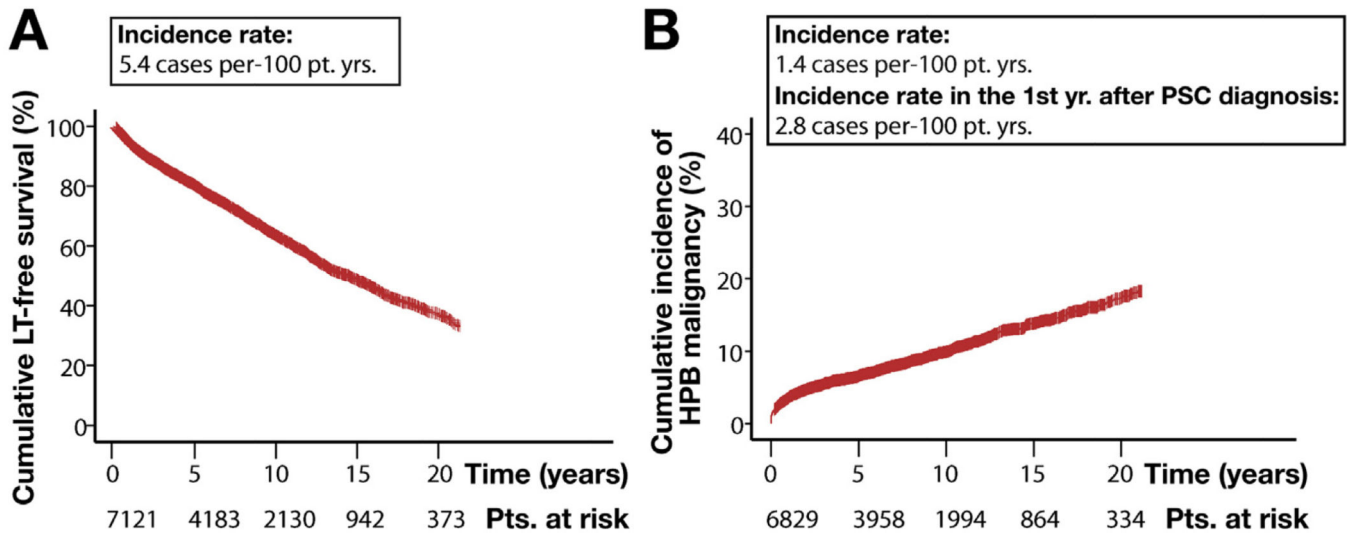 A
Incidence rate:
5.4 cases per-100 pt. yrs.
Cumulative LT-free survival (%)
100
80
60
40
20
0
0 5 10 15 20 Time (years)
7121 4183 2130 942 373 Pts. at risk
B
Incidence rate:
1.4 cases per-100 pt. yrs.
Incidence rate in the 1st yr. after PSC diagnosis:
2.8 cases per-100 pt. yrs.
Cumulative incidence of
HPB malignancy (%)
40
30
20
10
0
0 5 10 15 20 Time (years)
6829 3958 1994 864 334 Pts. at risk